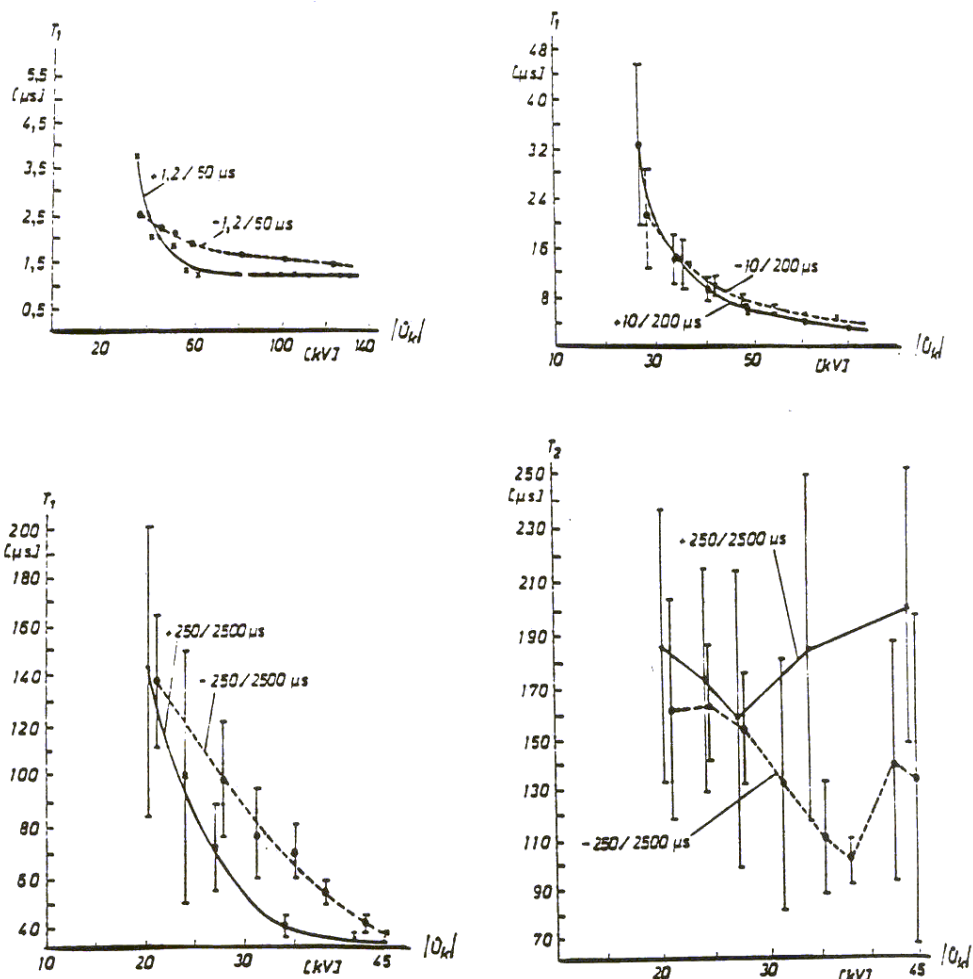 T₁
5,5
[µs]
4,5
3,5
2,5
1,5
0,5
+1,2/50 µs
-1,2/50 µs
20
60
100
140
[kV]
|Ûₖ|
T₁
48
[µs]
40
32
24
16
8
-10/200 µs
+10/200 µs
10
30
50
[kV]
|Ûₖ|
T₁
200
[µs]
180
160
140
120
100
80
60
40
+250/2500 µs
-250/2500 µs
10
20
30
45
[kV]
|Ûₖ|
T₂
250
[µs]
230
210
190
170
150
130
110
90
70
+250/2500 µs
-250/2500 µs
10
20
30
45
[kV]
|Ûₖ|